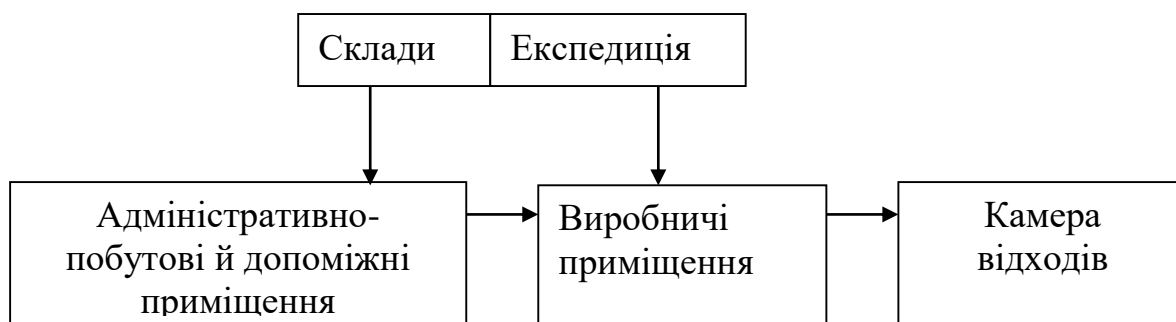 Склади Експедиція
Адміністративно-
побутові й допоміжні
приміщення
Виробничі
приміщення
Камера
відходів